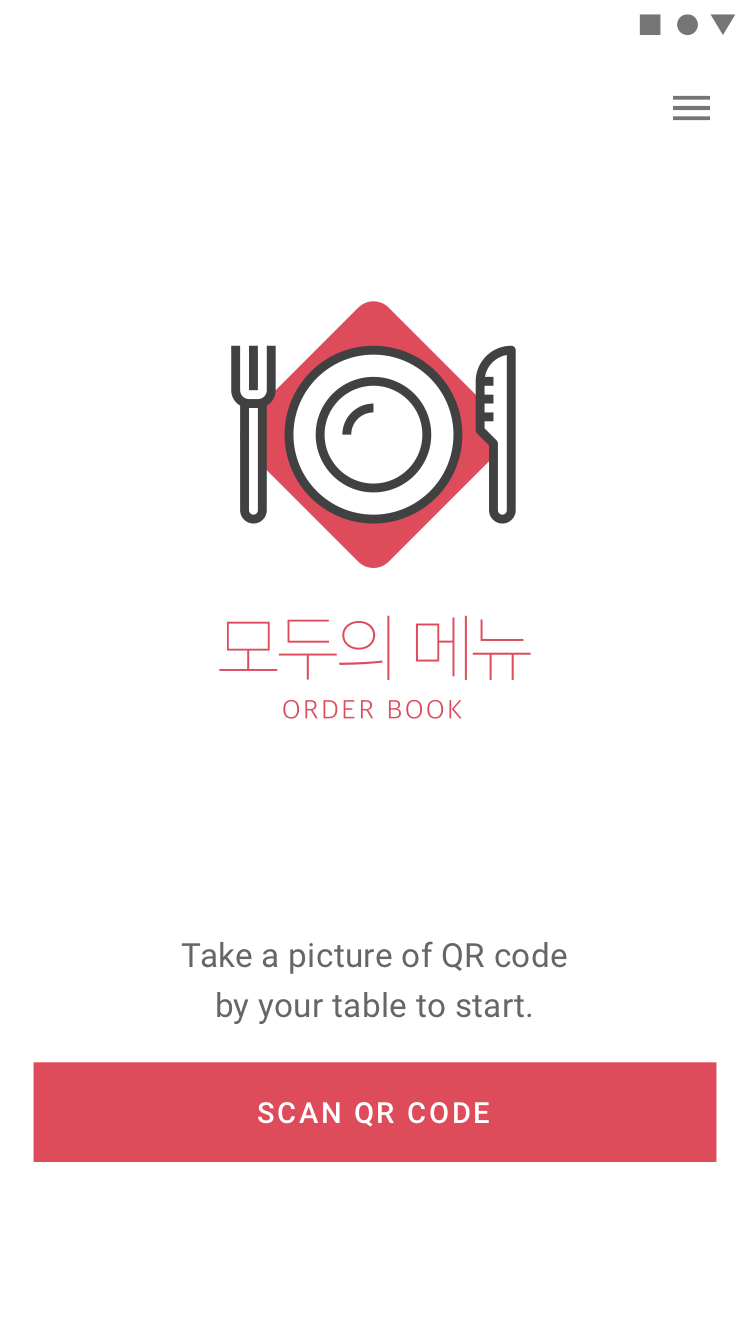 모두의 메뉴
ORDER BOOK
Take a picture of QR code
by your table to start.
SCAN QR CODE